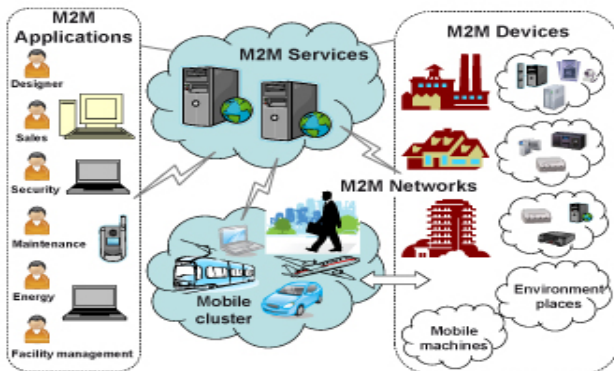 M2M
Applications
Designer
Sales
Security
Maintenance
Energy
Facility management
M2M Services
M2M Networks
Mobile
cluster
M2M Devices
Environment
places
Mobile
machines